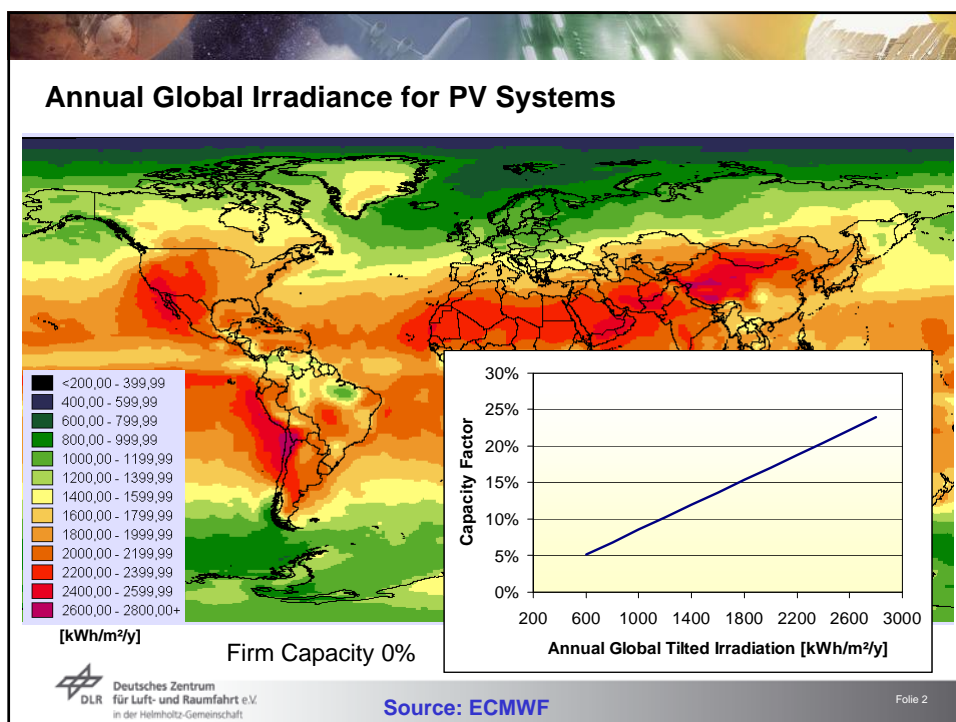 Annual Global Irradiance for PV Systems
<200,00 - 399,99
400,00 - 599,99
600,00 - 799,99
800,00 - 999,99
1000,00 - 1199,99
1200,00 - 1399,99
1400,00 - 1599,99
1600,00 - 1799,99
1800,00 - 1999,99
2000,00 - 2199,99
2200,00 - 2399,99
2400,00 - 2599,99
2600,00 - 2800,00+
[kWh/m²/y]
Capacity Factor
30%
25%
20%
15%
10%
5%
0%
200 600 1000 1400 1800 2200 2600 3000
Annual Global Tilted Irradiation [kWh/m²/y]
Firm Capacity 0%
DLR
Deutsches Zentrum
für Luft- und Raumfahrt e.V.
in der Helmholtz-Gemeinschaft
Source: ECMWF
Folie 2